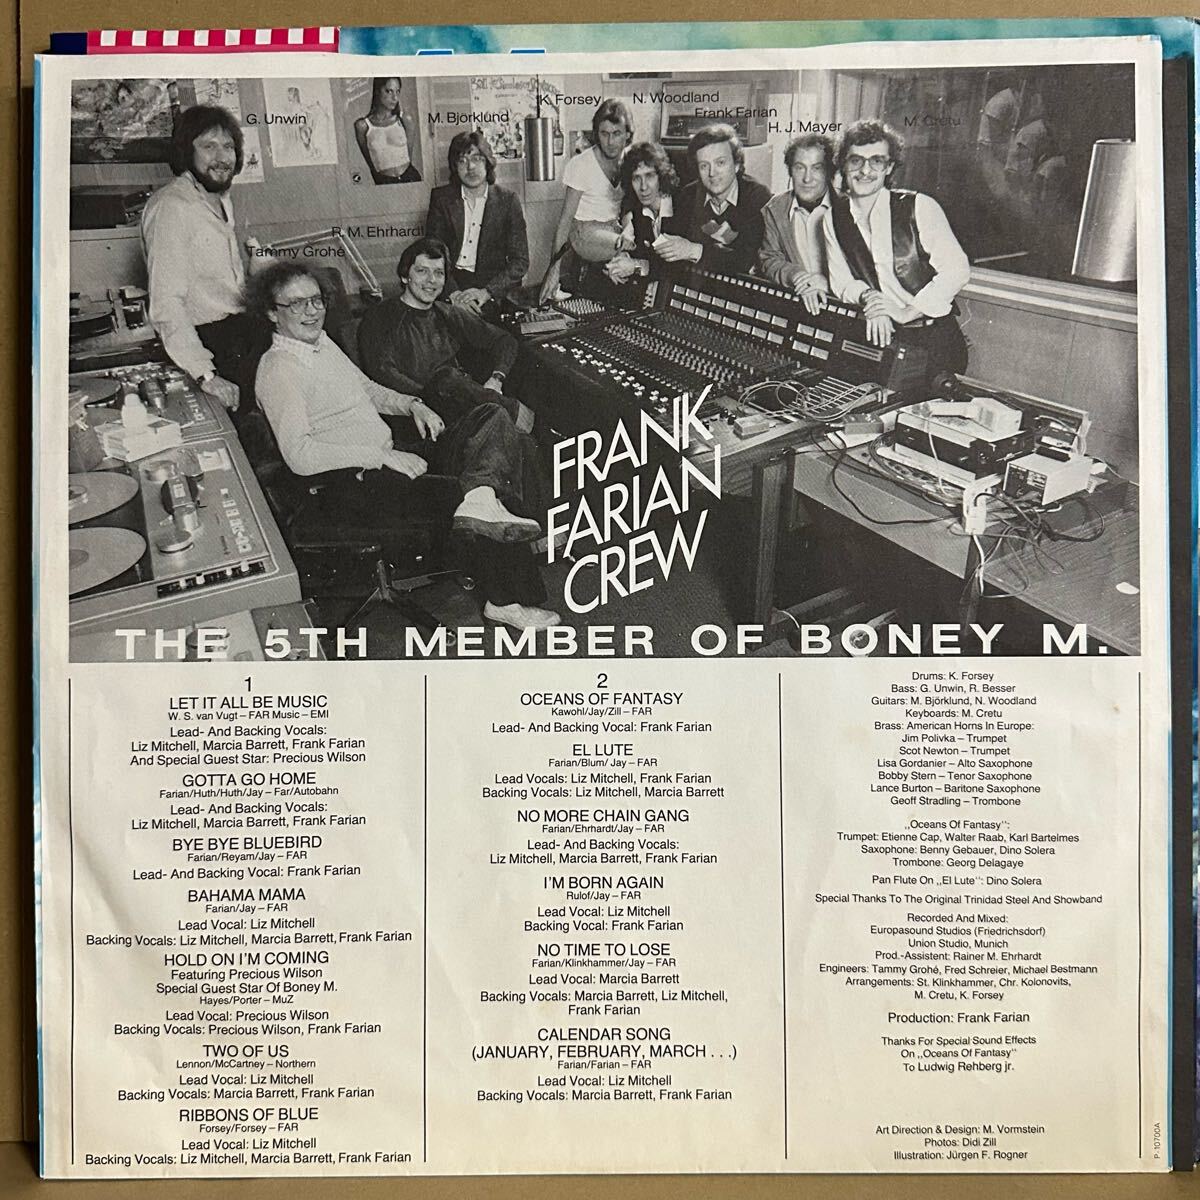 G. Unwin
M. Björklund
K. Forsey
N. Woodland
Frank Farian
H. J. Mayer
M. Cretu
R. M. Ehrhardt
Tammy Grohé
FRANK
FARIAN
CREW
THE 5TH MEMBER OF BONEY M.
1
LET IT ALL BE MUSIC
W. S. van Vugt – FAR Music – EMI
Lead- And Backing Vocals:
Liz Mitchell, Marcia Barrett, Frank Farian
And Special Guest Star: Precious Wilson
GOTTA GO HOME
Farian/Huth/Huth/Jay – Far/Autobahn
Lead- And Backing Vocals:
Liz Mitchell, Marcia Barrett, Frank Farian
BYE BYE BLUEBIRD
Farian/Reyam/Jay – FAR
Lead- And Backing Vocal: Frank Farian
BAHAMA MAMA
Farian/Jay – FAR
Lead Vocal: Liz Mitchell
Backing Vocals: Liz Mitchell, Marcia Barrett, Frank Farian
HOLD ON I'M COMING
Featuring Precious Wilson
Special Guest Star Of Boney M.
Hayes/Porter – MuZ
Lead Vocal: Precious Wilson
Backing Vocals: Precious Wilson, Frank Farian
TWO OF US
Lennon/McCartney – Northern
Lead Vocal: Liz Mitchell
Backing Vocals: Marcia Barrett, Frank Farian
RIBBONS OF BLUE
Forsey/Forsey – FAR
Lead Vocal: Liz Mitchell
Backing Vocals: Liz Mitchell, Marcia Barrett, Frank Farian
2
OCEANS OF FANTASY
Kawohl/Jay/Zill – FAR
Lead- And Backing Vocal: Frank Farian
EL LUTE
Farian/Blum/ Jay – FAR
Lead Vocals: Liz Mitchell, Frank Farian
Backing Vocals: Liz Mitchell, Marcia Barrett
NO MORE CHAIN GANG
Farian/Ehrhardt/Jay – FAR
Lead- And Backing Vocals:
Liz Mitchell, Marcia Barrett, Frank Farian
I'M BORN AGAIN
Rulof/Jay – FAR
Lead Vocal: Liz Mitchell
Backing Vocal: Frank Farian
NO TIME TO LOSE
Farian/Klinkhammer/Jay – FAR
Lead Vocal: Marcia Barrett
Backing Vocals: Marcia Barrett, Liz Mitchell,
Frank Farian
CALENDAR SONG
(JANUARY, FEBRUARY, MARCH . . .)
Farian/Farian – FAR
Lead Vocal: Liz Mitchell
Backing Vocals: Marcia Barrett, Frank Farian
Drums: K. Forsey
Bass: G. Unwin, R. Besser
Guitars: M. Björklund, N. Woodland
Keyboards: M. Cretu
Brass: American Horns In Europe:
Jim Polivka – Trumpet
Scot Newton – Trumpet
Lisa Gordanier – Alto Saxophone
Bobby Stern – Tenor Saxophone
Lance Burton – Baritone Saxophone
Geoff Stradling – Trombone
„Oceans Of Fantasy":
Trumpet: Etienne Cap, Walter Raab, Karl Bartelmes
Saxophone: Benny Gebauer, Dino Solera
Trombone: Georg Delagaye
Pan Flute On „El Lute": Dino Solera
Special Thanks To The Original Trinidad Steel And Showband
Recorded And Mixed:
Europasound Studios (Friedrichsdorf)
Union Studio, Munich
Prod.-Assistent: Rainer M. Ehrhardt
Engineers: Tammy Grohé, Fred Schreier, Michael Bestmann
Arrangements: St. Klinkhammer, Chr. Kolonovits,
M. Cretu, K. Forsey
Production: Frank Farian
Thanks For Special Sound Effects
On „Oceans Of Fantasy"
To Ludwig Rehberg jr.
Art Direction & Design: M. Vormstein
Photos: Didi Zill
Illustration: Jürgen F. Rogner
P-10700A